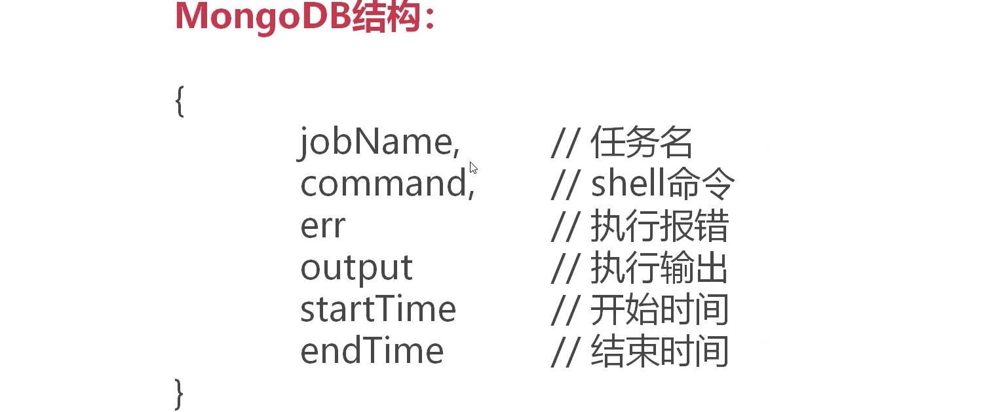 MongoDB结构：
{
jobName, // 任务名
command, // shell命令
err // 执行报错
output // 执行输出
startTime // 开始时间
endTime // 结束时间
}